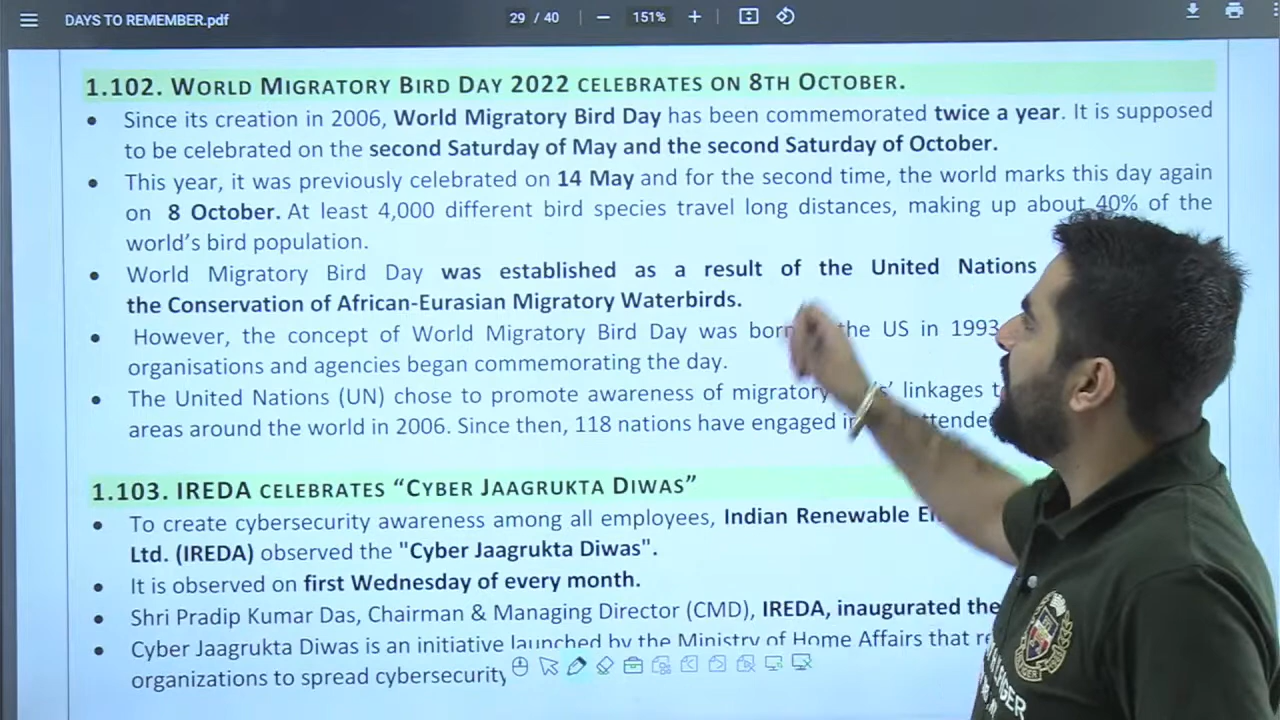 DAYS TO REMEMBER.pdf
29 / 40
151%
1.102. WORLD MIGRATORY BIRD DAY 2022 CELEBRATES ON 8TH OCTOBER.
• Since its creation in 2006, World Migratory Bird Day has been commemorated twice a year. It is supposed
to be celebrated on the second Saturday of May and the second Saturday of October.
• This year, it was previously celebrated on 14 May and for the second time, the world marks this day again
on 8 October. At least 4,000 different bird species travel long distances, making up about 40% of the
world's bird population.
• World Migratory Bird Day was established as a result of the United Nations
the Conservation of African-Eurasian Migratory Waterbirds.
• However, the concept of World Migratory Bird Day was born the US in 1993
organisations and agencies began commemorating the day.
• The United Nations (UN) chose to promote awareness of migratory linkages
areas around the world in 2006. Since then, 118 nations have engaged
1.103. IREDA CELEBRATES “CYBER JAAGRUKTA DIWAS”
• To create cybersecurity awareness among all employees, Indian Renewable
Ltd. (IREDA) observed the "Cyber Jaagrukta Diwas".
• It is observed on first Wednesday of every month.
• Shri Pradip Kumar Das, Chairman & Managing Director (CMD), IREDA, inaugurated the
• Cyber Jaagrukta Diwas is an initiative launched by the Ministry of Home Affairs that
organizations to spread cybersecurity